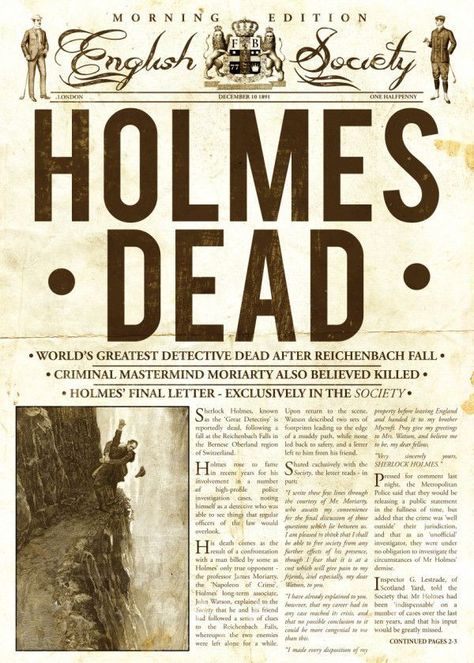 MORNING EDITION
English Society
F B
LONDON
DECEMBER 10 1891
ONE HALFPENNY
HOLMES
• DEAD •
• WORLD'S GREATEST DETECTIVE DEAD AFTER REICHENBACH FALL •
• CRIMINAL MASTERMIND MORIARTY ALSO BELIEVED KILLED •
• HOLMES' FINAL LETTER - EXCLUSIVELY IN THE SOCIETY •
Sherlock Holmes, known
as the 'Great Detective' is
reportedly dead, following a
fall at the Reichenbach Falls in
the Bernese Oberland region
of Switzerland.
Holmes rose to fame
in recent years for his
involvement in a number
of high-profile police
investigation cases, noting
himself as a detective who was
able to see things that regular
officers of the law would
overlook.
His death comes as the
result of a confrontation
with a man billed by some as
Holmes' only true opponent -
the professor James Moriarty,
the 'Napoleon of Crime'.
Holmes' long-term associate,
John Watson, explained to the
Society that he and his friend
had followed a series of clues
to the Reichenbach Falls,
whereupon the two enemies
were left alone for a while.
Upon return to the scene,
Watson described two sets of
footprints leading to the edge
of a muddy path, while none
led back to safety, and a letter
left to him from his friend.
Shared exclusively with the
Society, the letter reads - in
part:
"I write these few lines through
the courtesy of Mr. Moriarty,
who awaits my convenience
for the final discussion of those
questions which lie between us.
I am pleased to think that I shall
be able to free society from any
further effects of his presence,
though I fear that it is at a
cost which will give pain to my
friends, and especially, my dear
Watson, to you.
"I have already explained to you,
however, that my career had in
any case reached its crisis, and
that no possible conclusion to it
could be more congenial to me
than this.
"I made every disposition of my
property before leaving England
and handed it to my brother
Mycroft. Pray give my greetings
to Mrs. Watson, and believe me
to be, my dear fellow,
"Very sincerely yours,
SHERLOCK HOLMES."
Pressed for comment last
night, the Metropolitan
Police said that they would be
releasing a public statement
in the fullness of time, but
added that the crime was 'well
outside' their jurisdiction,
and that as an 'unofficial'
investigator, they were under
no obligation to investigate the
circumstances of Mr Holmes'
demise.
Inspector G. Lestrade, of
Scotland Yard, told the
Society that Mr Holmes had
been 'indispensable' on a
number of cases over the last
ten years, and that his input
would be greatly missed.
CONTINUED PAGES 2-3